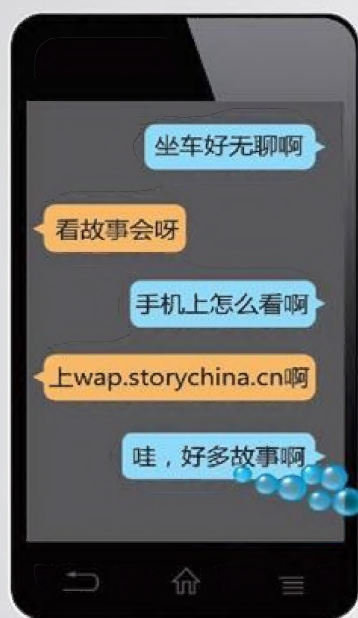 坐车好无聊啊
看故事会呀
手机上怎么看啊
上wap.storychina.cn啊
哇，好多故事啊